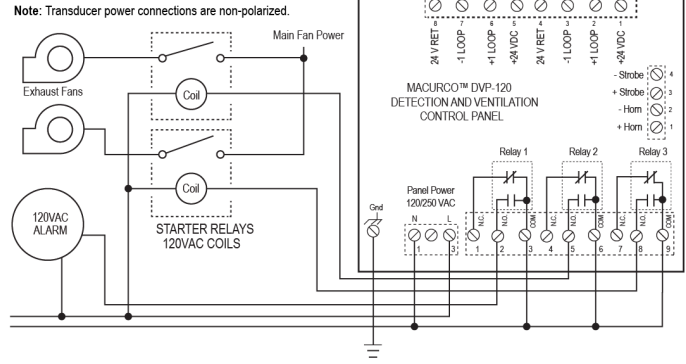 Note: Transducer power connections are non-polarized.
Main Fan Power
Exhaust Fans
Coil
Coil
STARTER RELAYS
120VAC COILS
120VAC
ALARM
8 7 6 5 4 3 2 1
24 V RET
-1 LOOP
+1 LOOP
+24 VDC
24 V RET
-1 LOOP
+1 LOOP
+24 VDC
MACURCO™ DVP-120
DETECTION AND VENTILATION
CONTROL PANEL
- Strobe 4
+ Strobe 3
- Horn 2
+ Horn 1
Relay 1 Relay 2 Relay 3
Panel Power
120/250 VAC
Gnd
N L
N.C. N.O. COM N.C. N.O. COM N.C. N.O. COM
1 3 1 2 3 4 5 6 7 8 9